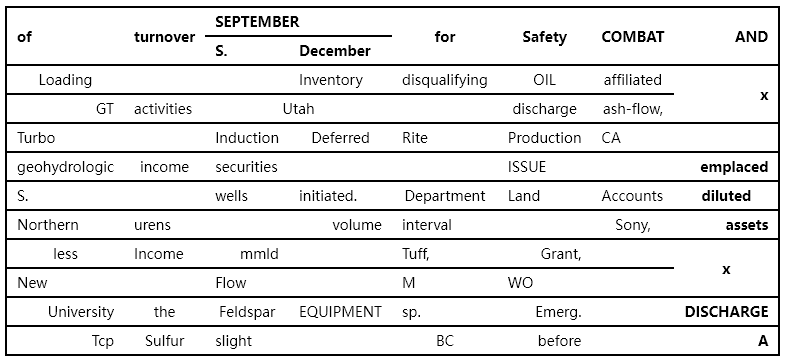 of turnover SEPTEMBER for Safety COMBAT AND
S. December
Loading Inventory disqualifying OIL affiliated x
GT activities Utah discharge ash-flow,
Turbo Induction Deferred Rite Production CA
geohydrologic income securities ISSUE emplaced
S. wells initiated. Department Land Accounts diluted
Northern urens volume interval Sony, assets
less Income mmld Tuff, Grant, x
New Flow M WO
University the Feldspar EQUIPMENT sp. Emerg. DISCHARGE
Tcp Sulfur slight BC before A